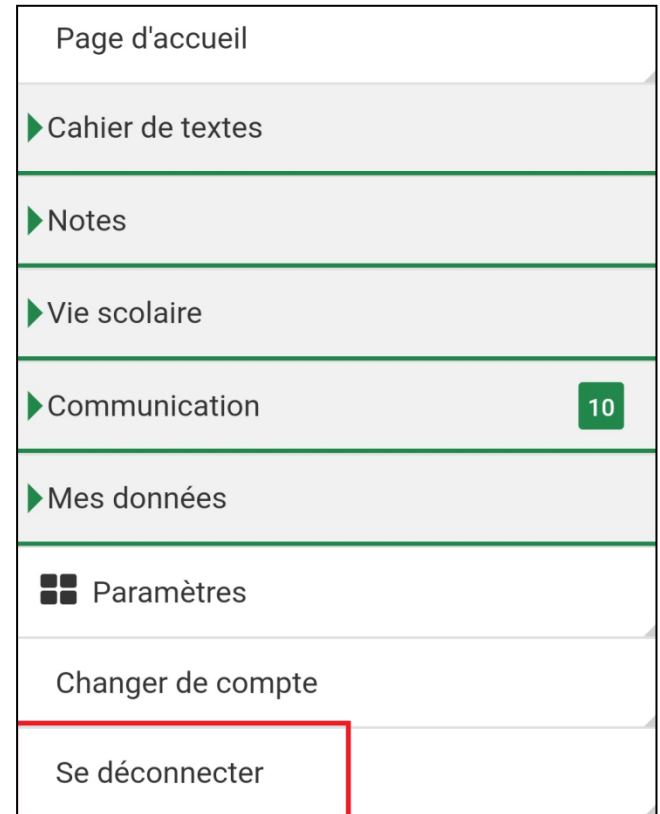 Page d'accueil
Cahier de textes
Notes
Vie scolaire
Communication 10
Mes données
Paramètres
Changer de compte
Se déconnecter